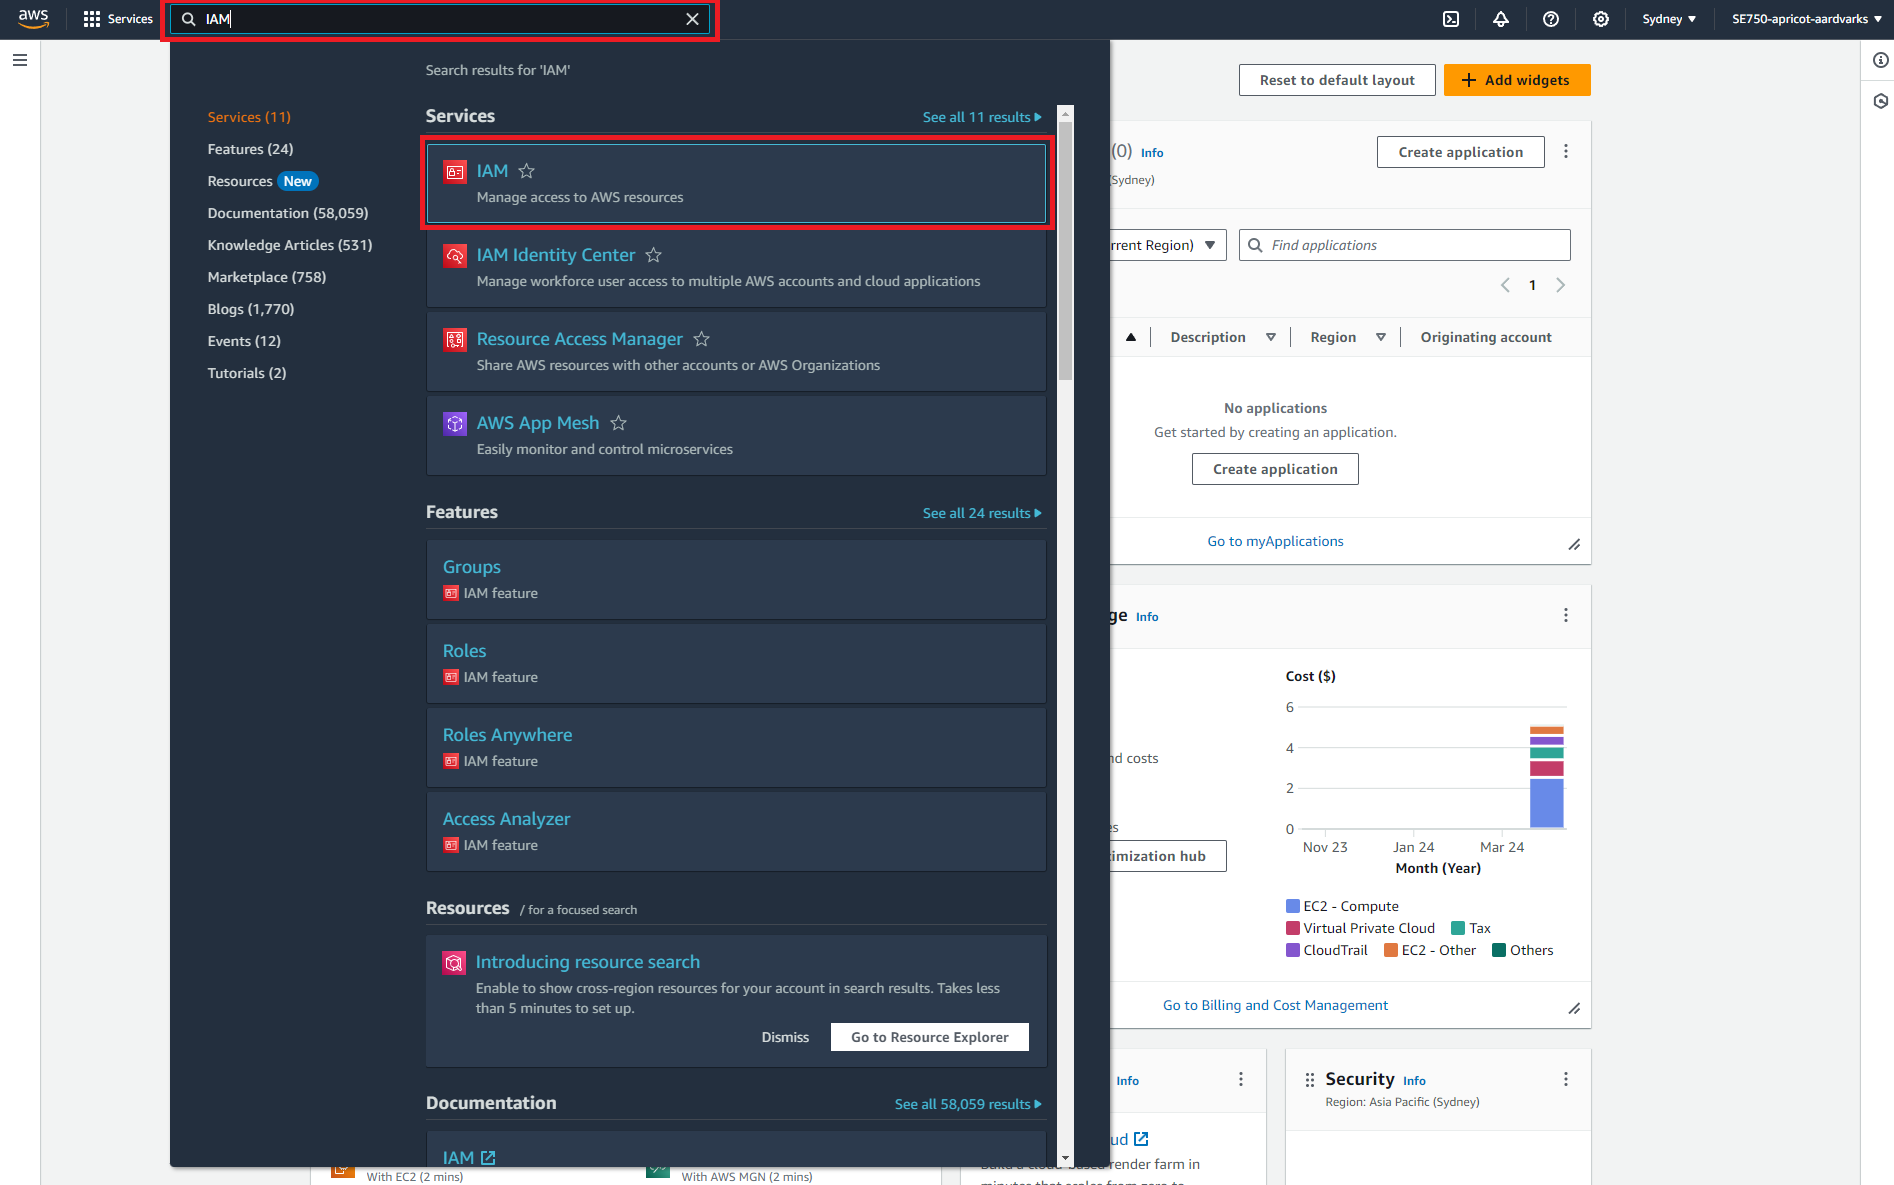 aws
Services
IAM
Sydney ▼
SE750-apricot-aardvarks ▼
Search results for 'IAM'
Services (11)
Features (24)
Resources New
Documentation (58,059)
Knowledge Articles (531)
Marketplace (758)
Blogs (1,770)
Events (12)
Tutorials (2)
Services
See all 11 results
IAM
Manage access to AWS resources
IAM Identity Center
Manage workforce user access to multiple AWS accounts and cloud applications
Resource Access Manager
Share AWS resources with other accounts or AWS Organizations
AWS App Mesh
Easily monitor and control microservices
Features
See all 24 results
Groups
IAM feature
Roles
IAM feature
Roles Anywhere
IAM feature
Access Analyzer
IAM feature
Resources / for a focused search
Introducing resource search
Enable to show cross-region resources for your account in search results. Takes less
than 5 minutes to set up.
Dismiss
Go to Resource Explorer
Documentation
See all 58,059 results
IAM
With EC2 (2 mins)
With AWS MGN (2 mins)
Reset to default layout
+ Add widgets
(0) Info
(Sydney)
Create application
rrent Region)
Find applications
1
Description
Region
Originating account
No applications
Get started by creating an application.
Create application
Go to myApplications
ge Info
nd costs
es
timization hub
Cost ($)
6
4
2
0
Nov 23 Jan 24 Mar 24
Month (Year)
EC2 - Compute
Virtual Private Cloud Tax
CloudTrail EC2 - Other Others
Go to Billing and Cost Management
Info
ud
Build a cloud-based render farm in
minutes that scales from zero to
Security Info
Region: Asia Pacific (Sydney)